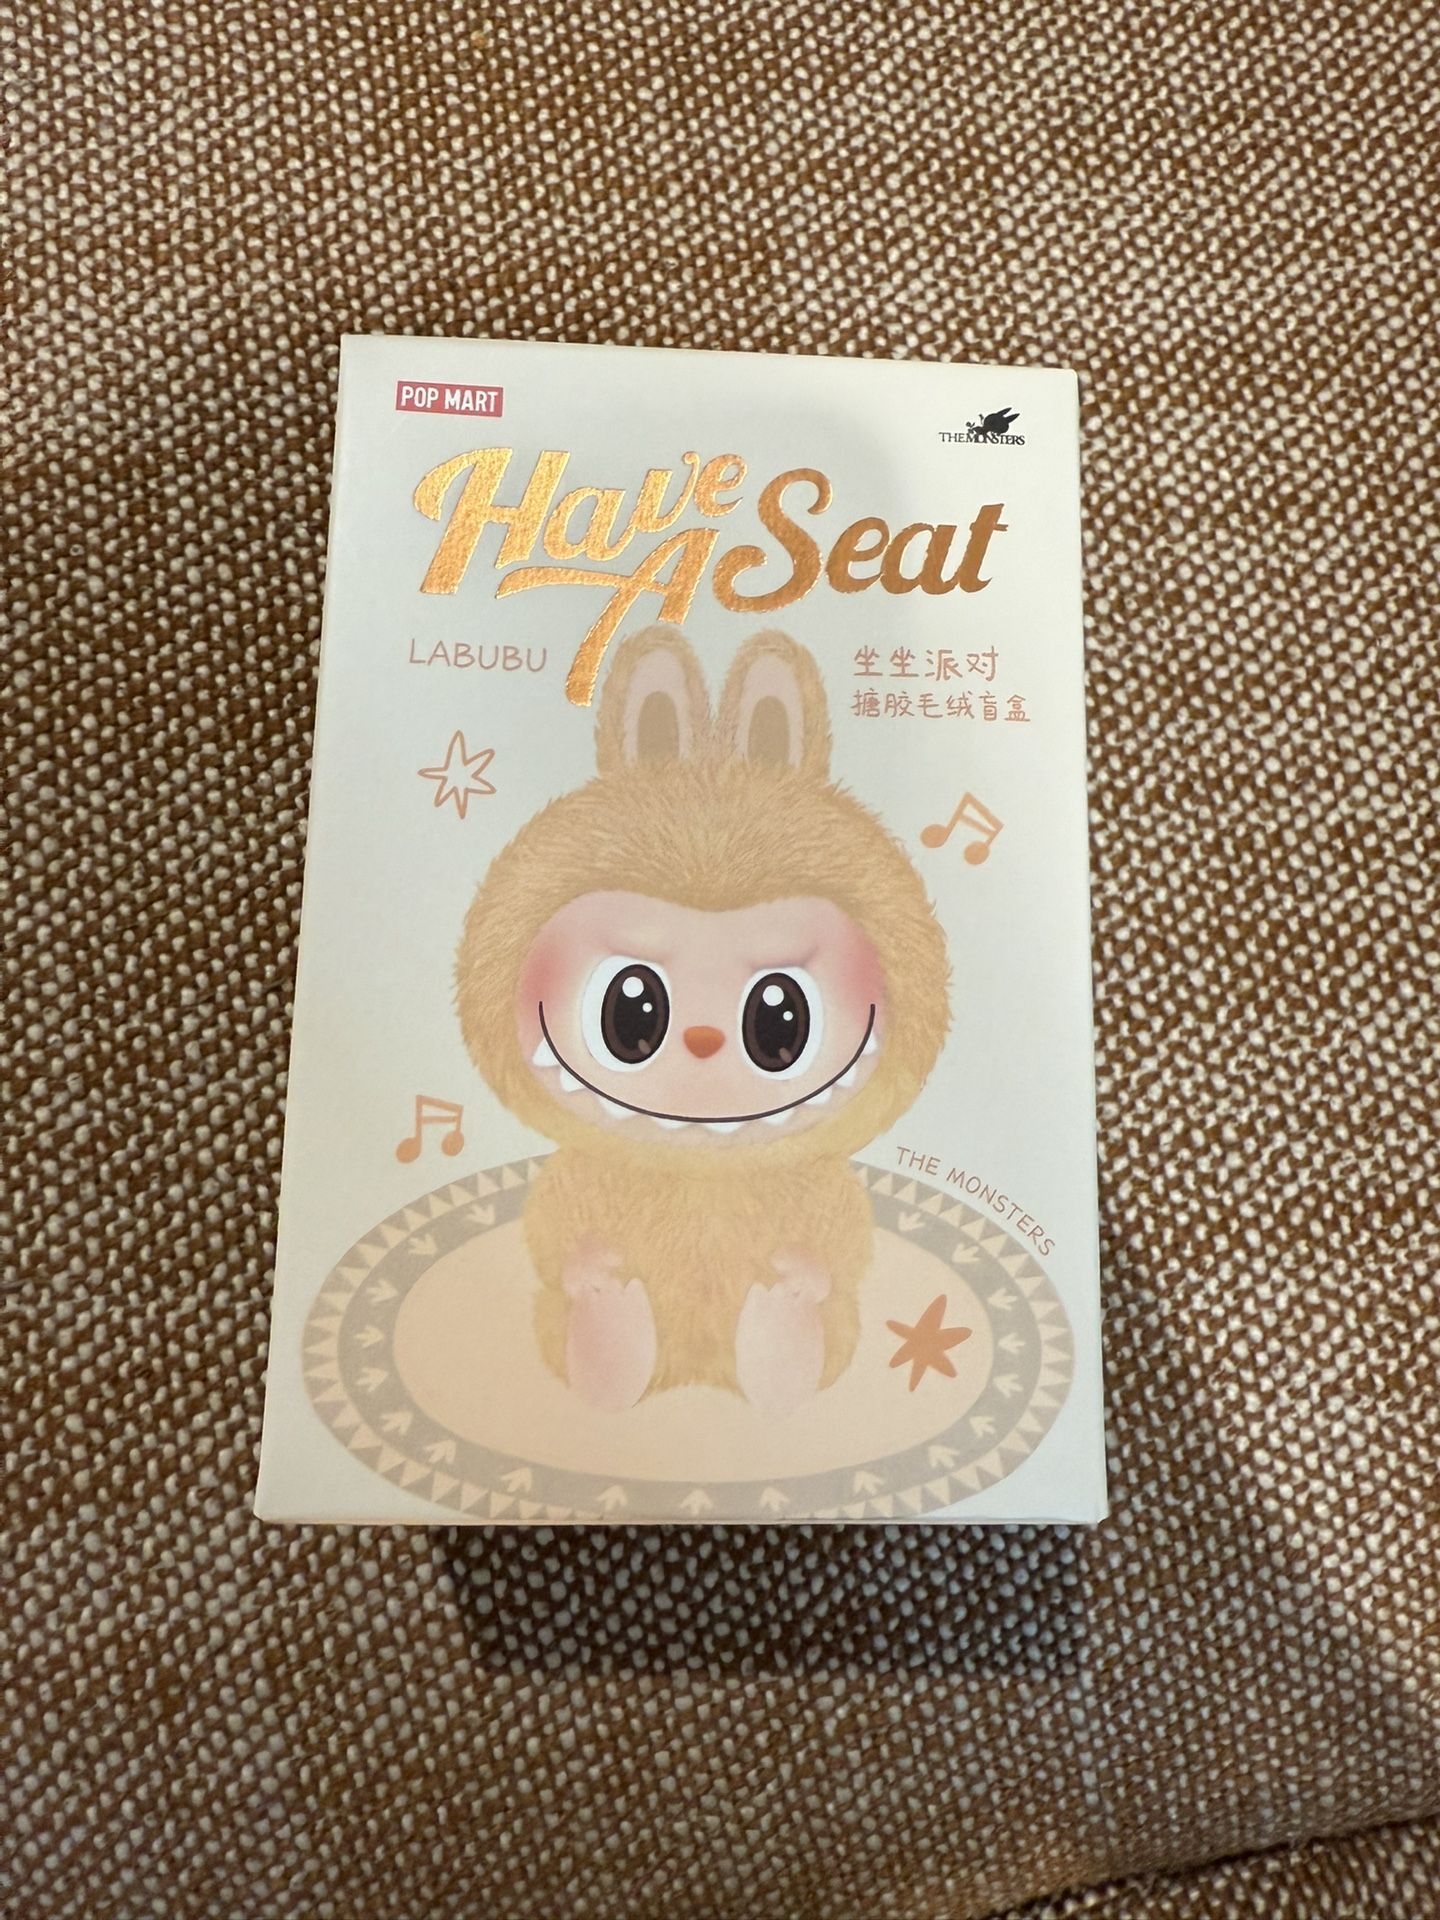 POP MART
THE MONSTERS
Have A Seat
LABUBU
坐坐派对
搪胶毛绒盲盒
THE MONSTERS